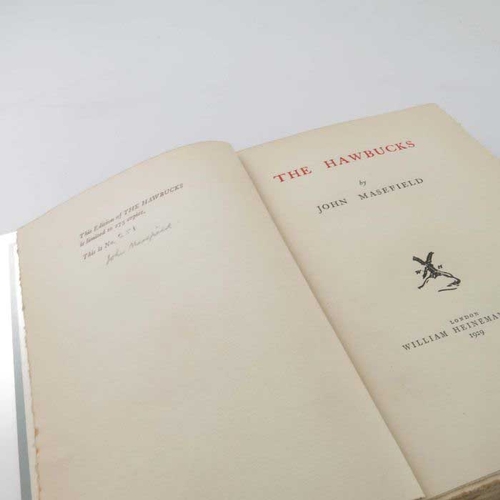 This Edition of THE HAWBUCKS
is limited to 275 copies,
This is No.
John Masefield
THE HAWBUCKS
by
JOHN MASEFIELD
LONDON
WILLIAM HEINEMAN
1929